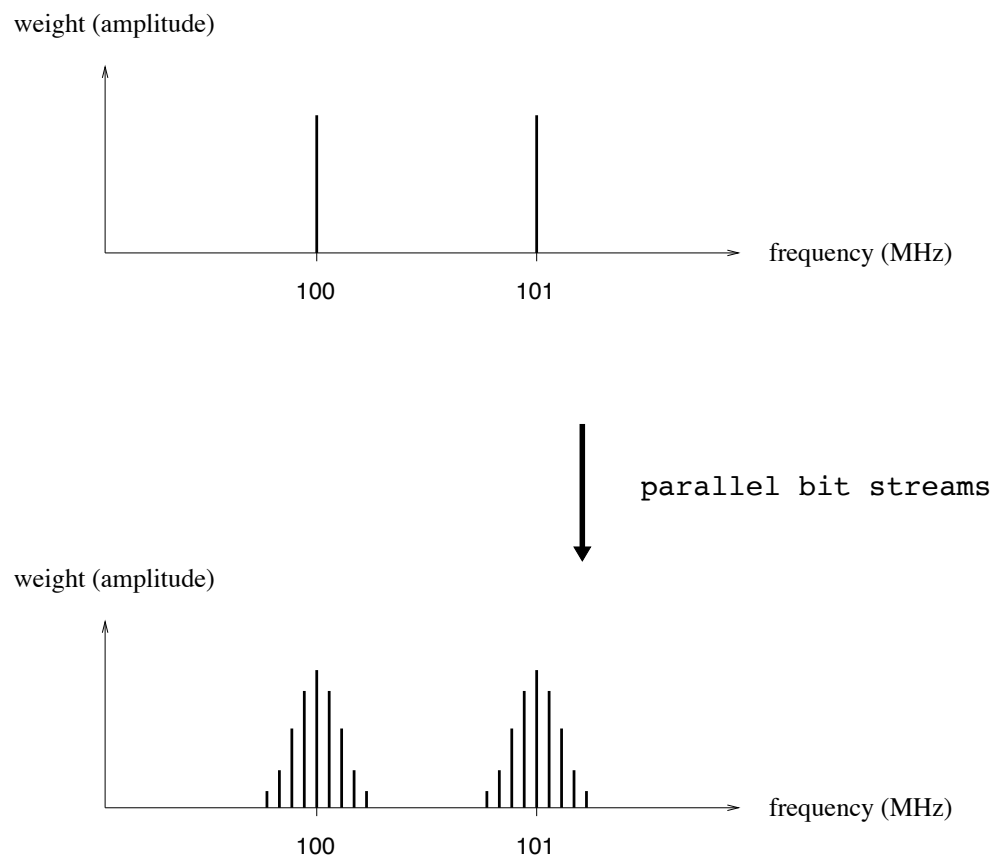 weight (amplitude)
frequency (MHz)
100 101
parallel bit streams
weight (amplitude)
frequency (MHz)
100 101